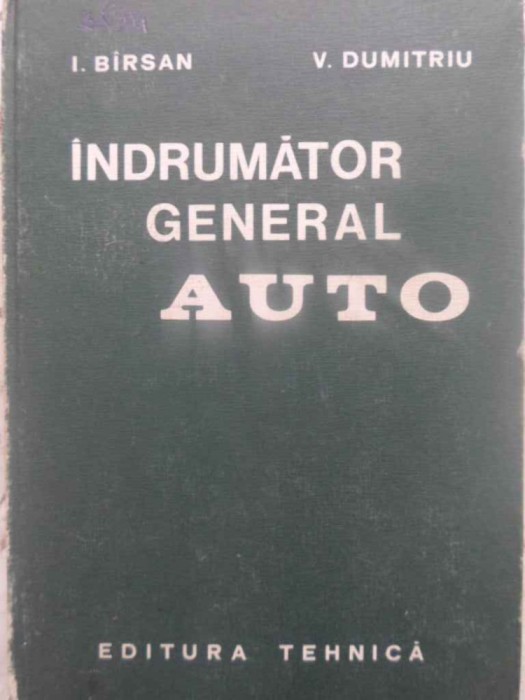 I. BÎRSAN V. DUMITRIU
ÎNDRUMĂTOR
GENERAL
AUTO
EDITURA TEHNICĂ